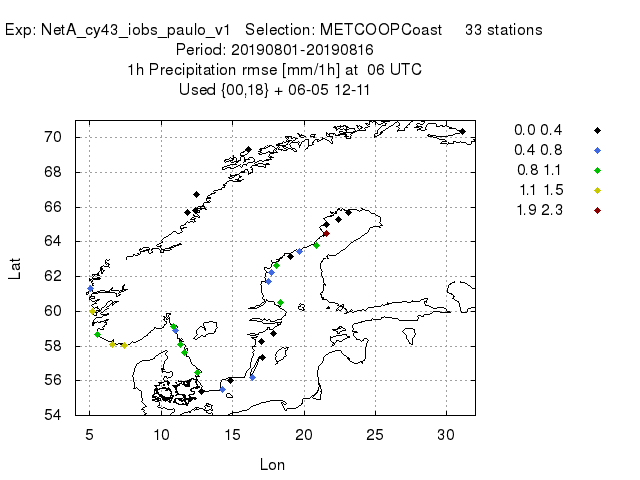 Exp: NetA_cy43_iobs_paulo_v1 Selection: METCOOPCoast 33 stations
Period: 20190801-20190816
1h Precipitation rmse [mm/1h] at 06 UTC
Used {00,18} + 06-05 12-11
70
68
66
64
62
60
58
56
54
Lat
5 10 15 20 25 30
Lon
0.0 0.4
0.4 0.8
0.8 1.1
1.1 1.5
1.9 2.3